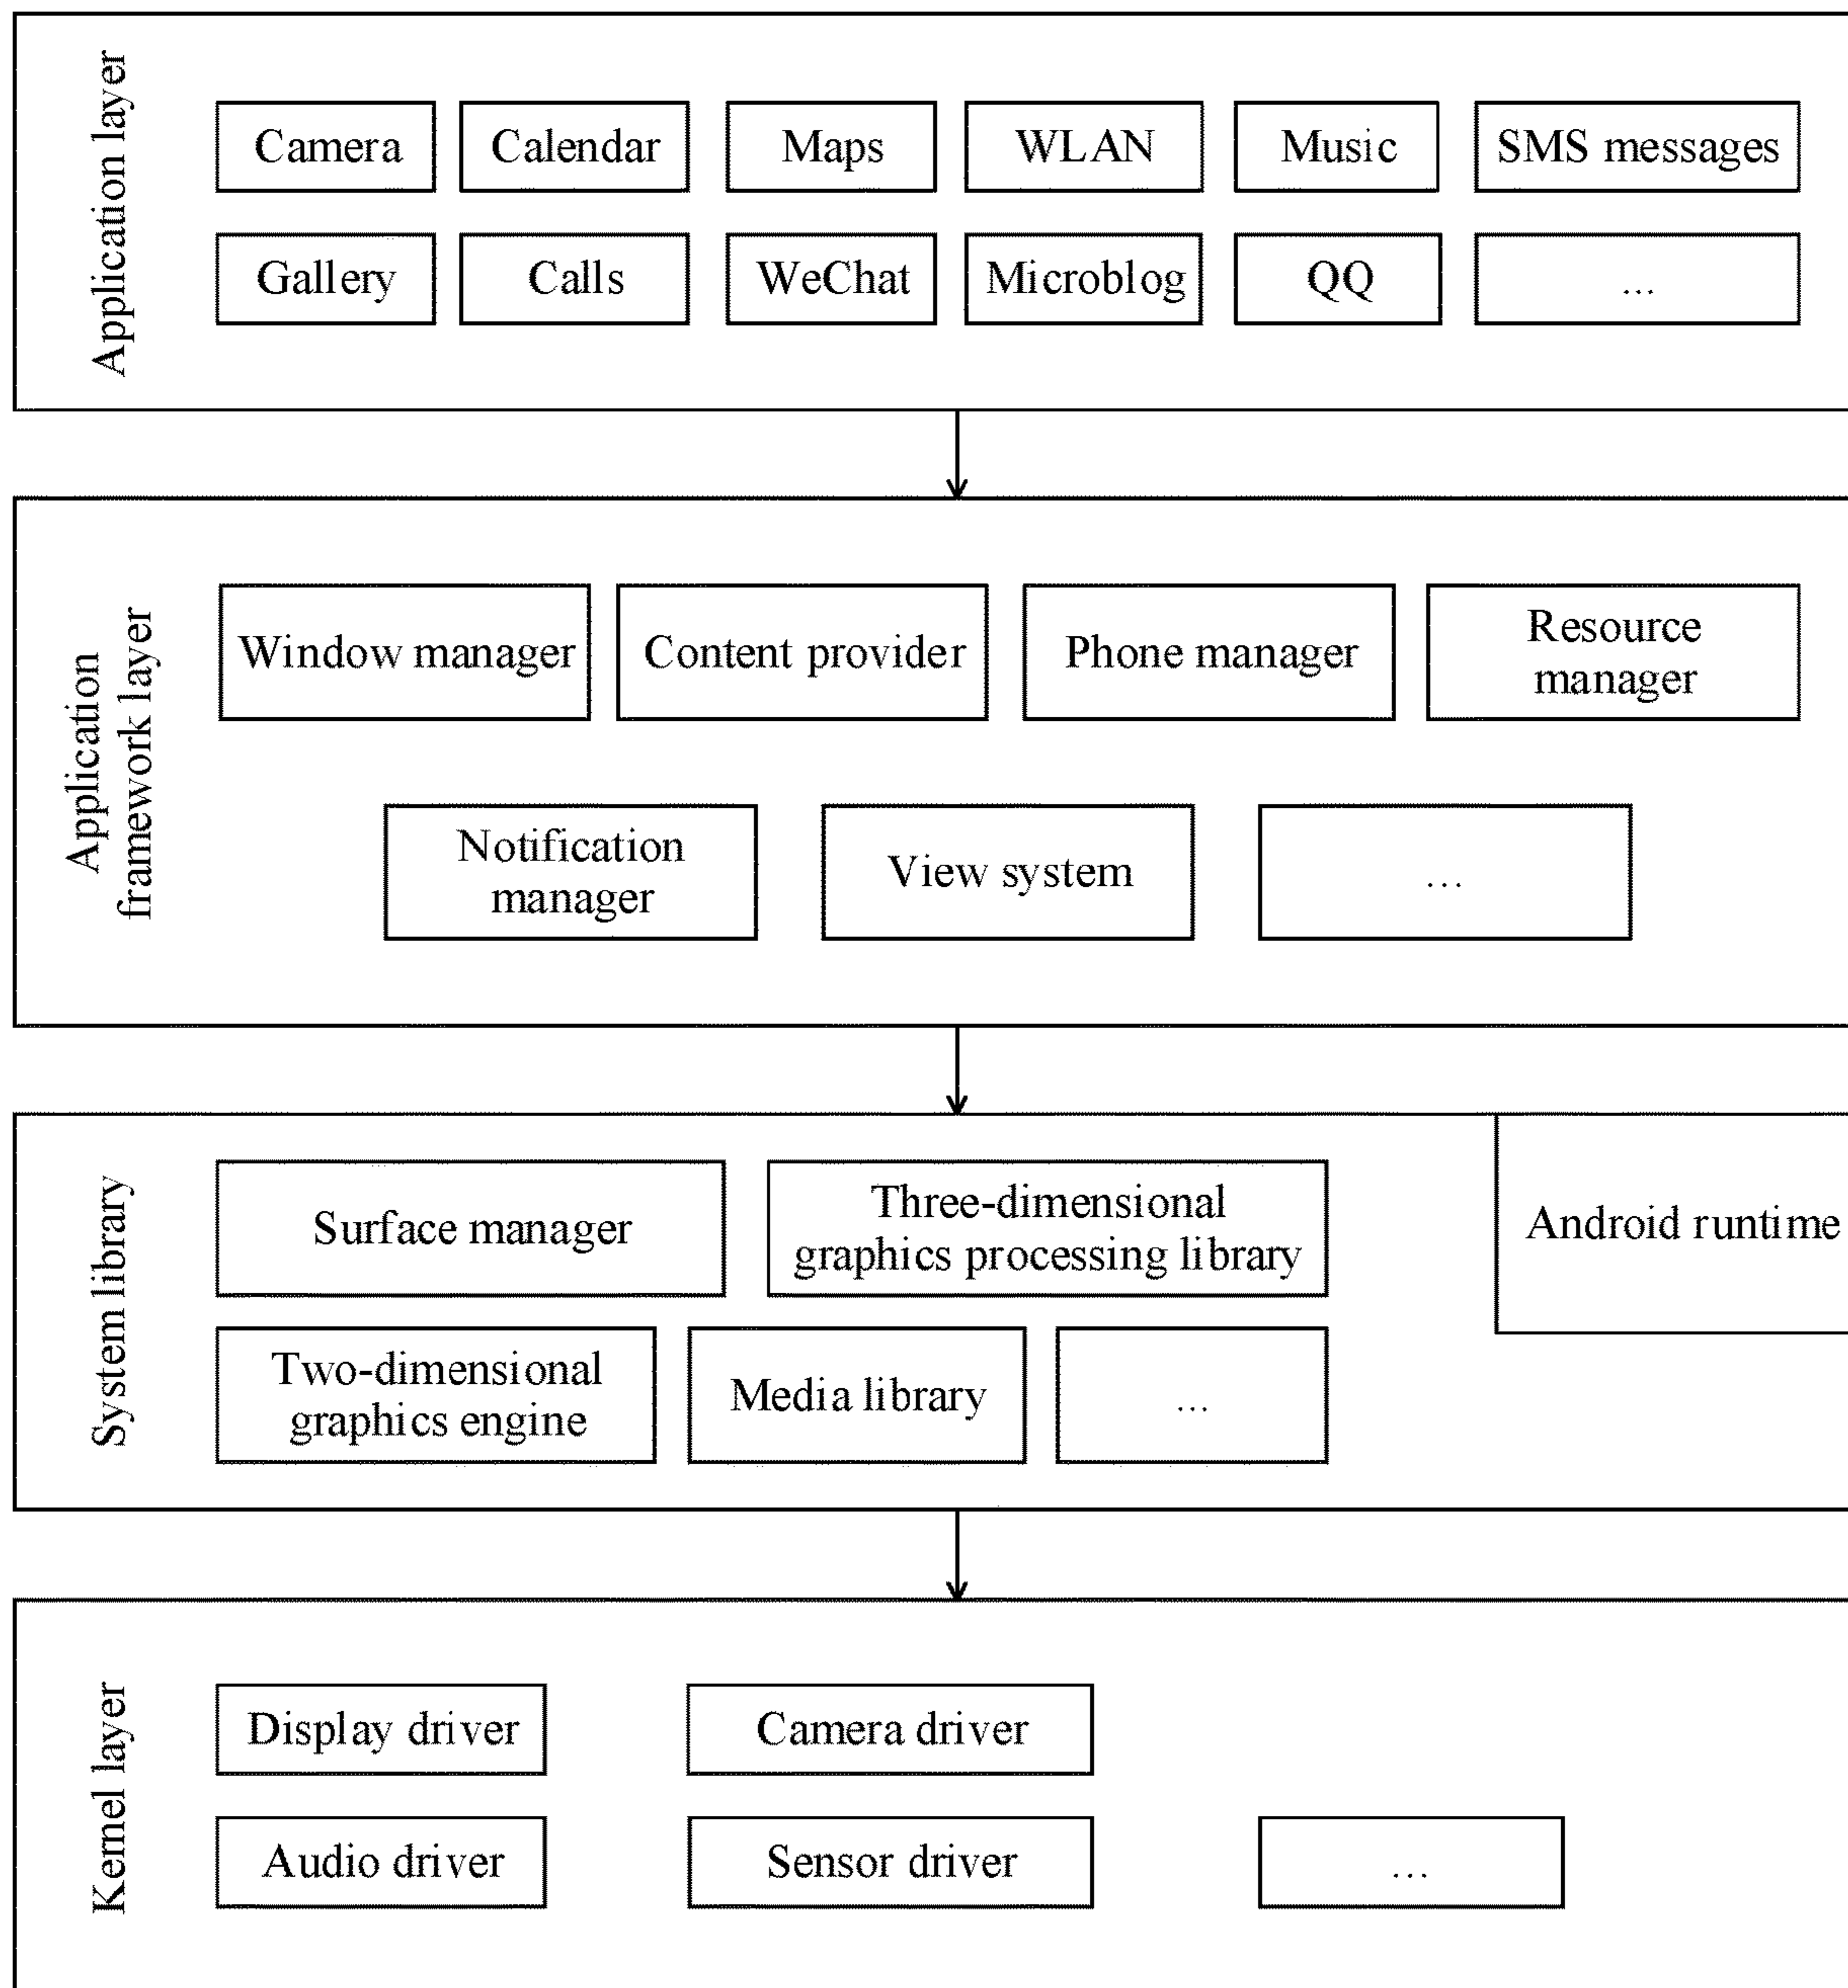 Application layer
Camera
Calendar
Maps
WLAN
Music
SMS messages
Gallery
Calls
WeChat
Microblog
QQ
...
Application
framework layer
Window manager
Content provider
Phone manager
Resource
manager
Notification
manager
View system
...
System library
Surface manager
Three-dimensional
graphics processing library
Android runtime
Two-dimensional
graphics engine
Media library
...
Kernel layer
Display driver
Camera driver
Audio driver
Sensor driver
...